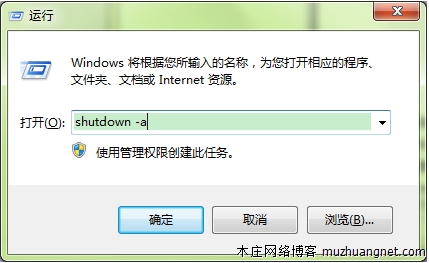 运行
Windows 将根据您所输入的名称，为您打开相应的程序、
文件夹、文档或 Internet 资源。
打开(O): shutdown -a
使用管理权限创建此任务。
确定 取消 浏览(B)...
木庄网络博客 muzhuangnet.com